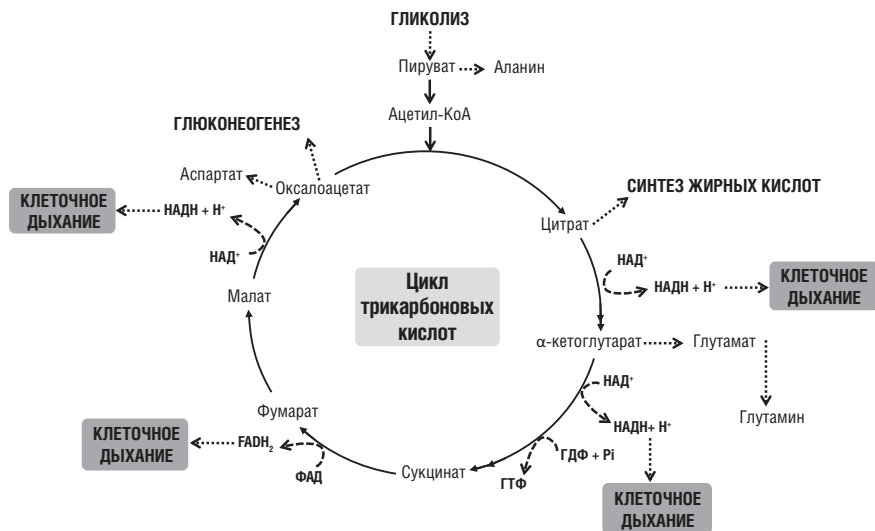 ГЛИКОЛИЗ
Пируват
Аланин
Ацетил-КоА
ГЛЮКОНЕОГЕНЕЗ
Аспартат
Оксалоацетат
КЛЕТОЧНОЕ
ДЫХАНИЕ
НАДН + H⁺
НАД⁺
Малат
СИНТЕЗ ЖИРНЫХ КИСЛОТ
Цитрат
НАД⁺
НАДН + H⁺
КЛЕТОЧНОЕ
ДЫХАНИЕ
Цикл
трикарбоновых
кислот
α-кетоглутарат
Глутамат
Глутамин
НАД⁺
НАДН+ H⁺
КЛЕТОЧНОЕ
ДЫХАНИЕ
ГДФ + Pi
ГТФ
Сукцинат
Фумарат
ФАД
FADH₂
КЛЕТОЧНОЕ
ДЫХАНИЕ